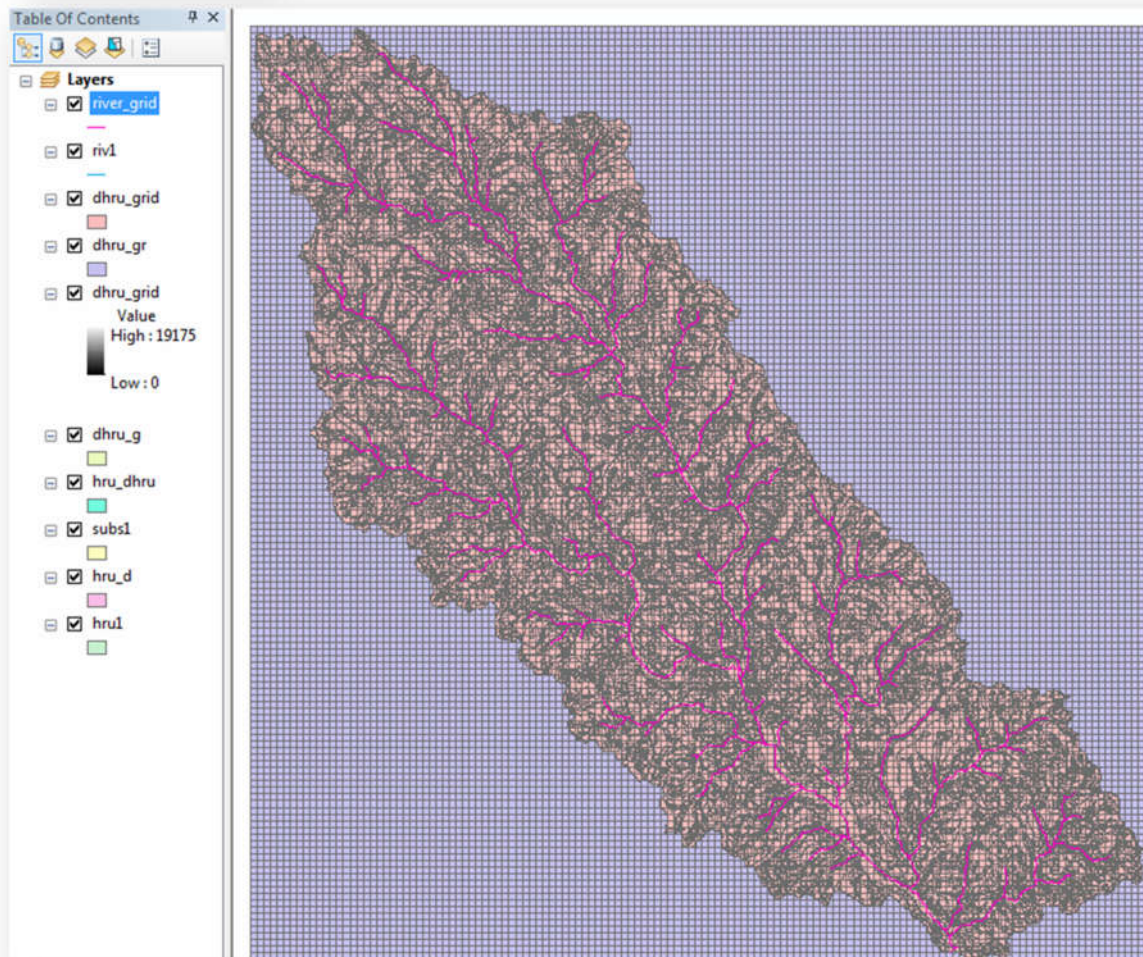 Table Of Contents
Layers
river_grid
riv1
dhru_grid
dhru_gr
dhru_grid
Value
High : 19175
Low : 0
dhru_g
hru_dhru
subs1
hru_d
hru1